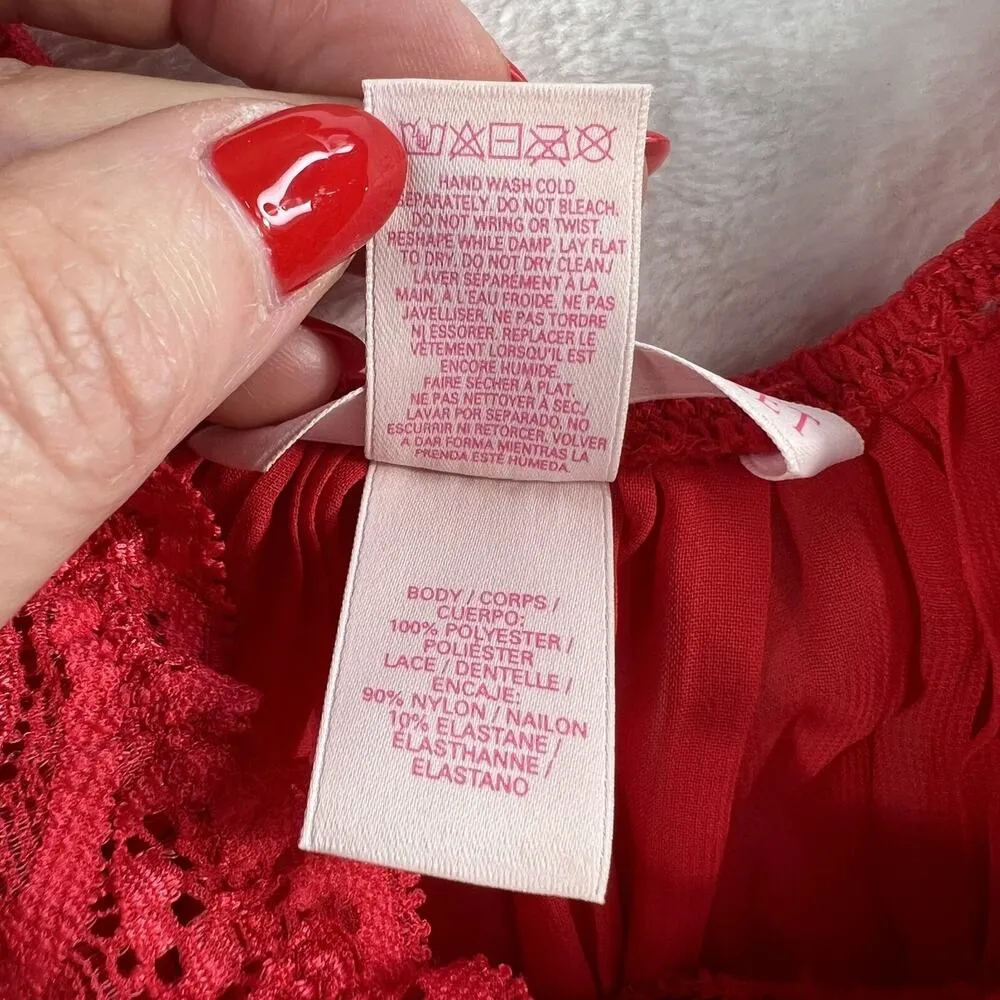 HAND WASH COLD
SEPARATELY. DO NOT BLEACH.
DO NOT WRING OR TWIST
RESHAPE WHILE DAMP. LAY FLAT
TO DRY. DO NOT DRY CLEAN./
LAVER SÉPAREMENT À LA
MAIN, À L'EAU FROIDE. NE PAS
JAVELLISER. NE PAS TORDRE
NI ESSORER. REPLACER LE
VÊTEMENT LORSQU'IL EST
ENCORE HUMIDE.
FAIRE SÉCHER À PLAT.
NE PAS NETTOYER À SEC./
LAVAR POR SEPARADO. NO
ESCURRIR NI RETORCER. VOLVER
A DAR FORMA MIENTRAS LA
PRENDA ESTÉ HÚMEDA.
ET
BODY / CORPS /
CUERPO:
100% POLYESTER /
POLIÉSTER
LACE / DENTELLE /
ENCAJE:
90% NYLON / NAILON
10% ELASTANE /
ELASTHANNE /
ELASTANO